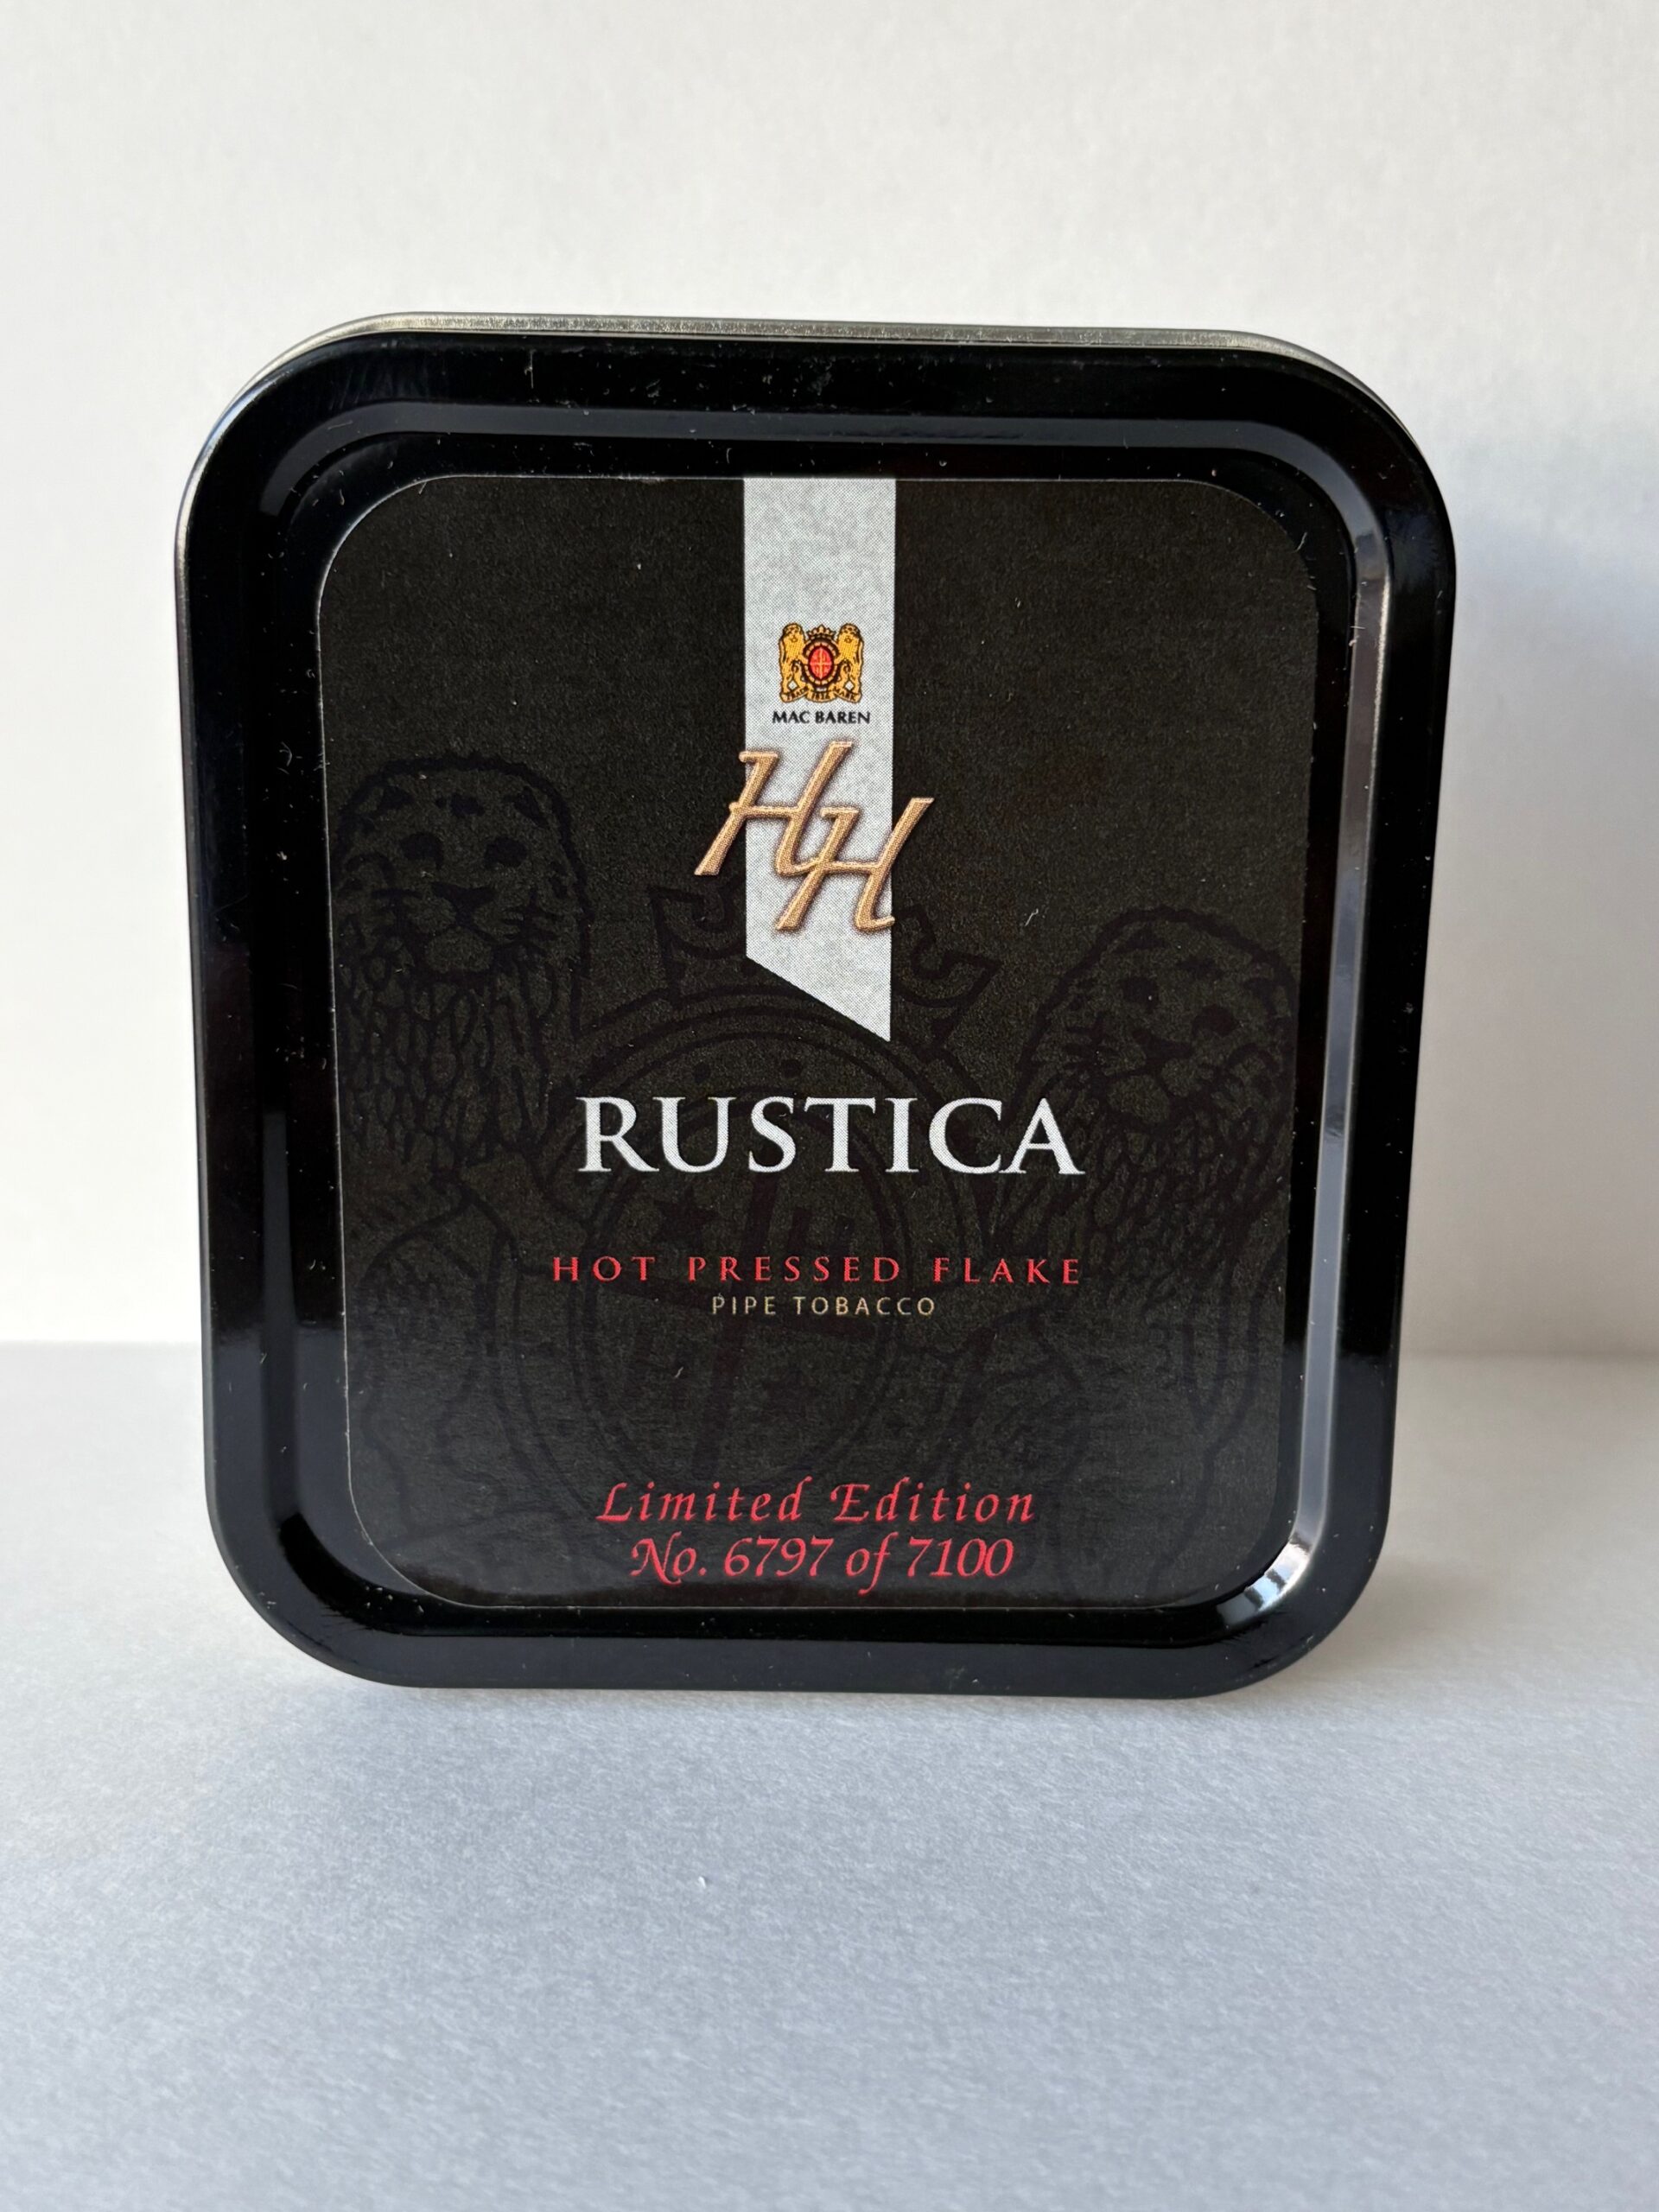 MAC BAREN
HH
RUSTICA
HOT PRESSED FLAKE
PIPE TOBACCO
Limited Edition
No. 6797 of 7100